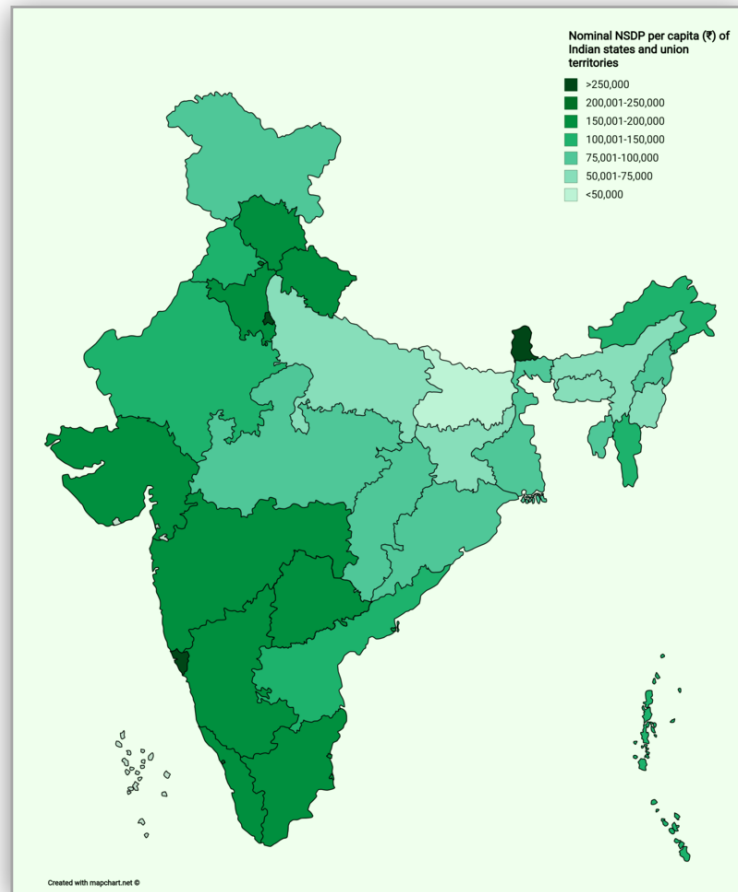 Nominal NSDP per capita (₹) of
Indian states and union
territories
>250,000
200,001-250,000
150,001-200,000
100,001-150,000
75,001-100,000
50,001-75,000
<50,000
Created with mapchart.net ©